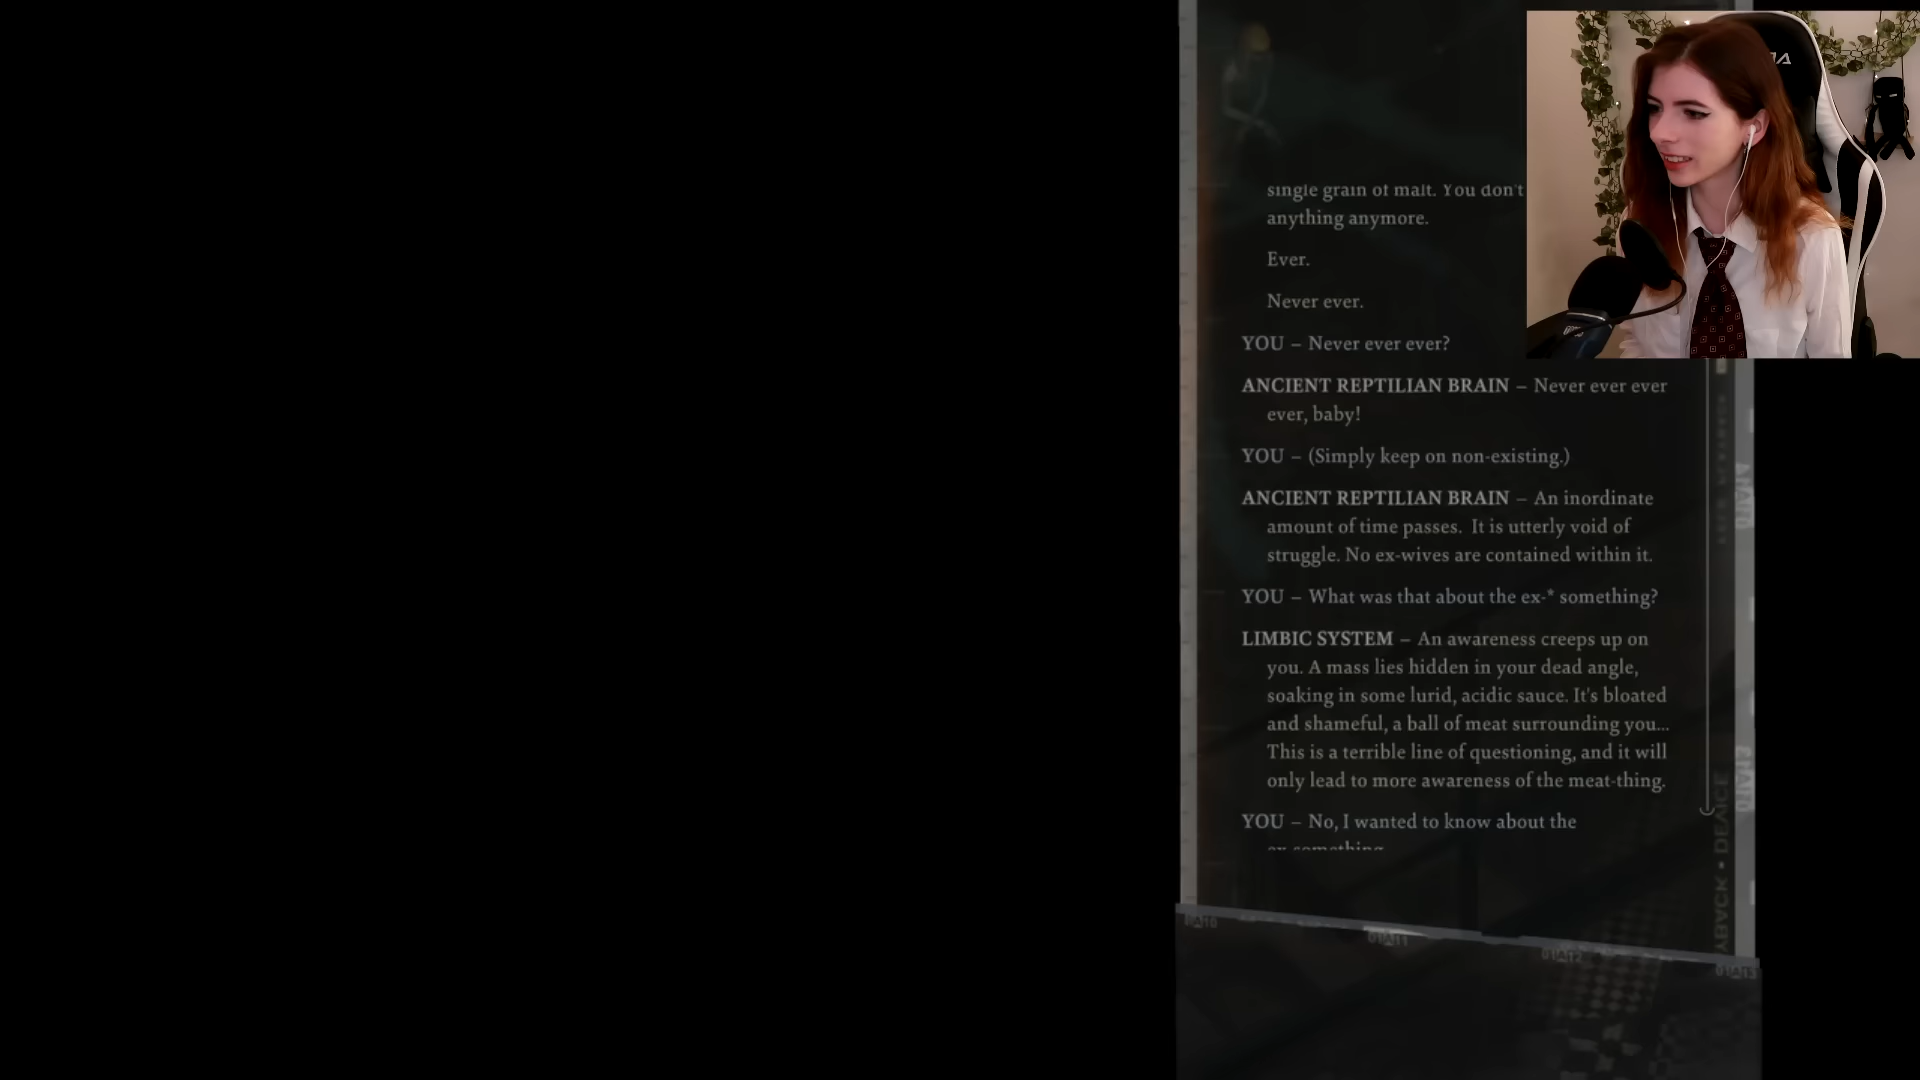 single grain of malt. You don't
anything anymore.
Ever.
Never ever.
YOU – Never ever ever?
ANCIENT REPTILIAN BRAIN – Never ever ever
ever, baby!
YOU – (Simply keep on non-existing.)
ANCIENT REPTILIAN BRAIN – An inordinate
amount of time passes. It is utterly void of
struggle. No ex-wives are contained within it.
YOU – What was that about the ex-* something?
LIMBIC SYSTEM – An awareness creeps up on
you. A mass lies hidden in your dead angle,
soaking in some lurid, acidic sauce. It's bloated
and shameful, a ball of meat surrounding you...
This is a terrible line of questioning, and it will
only lead to more awareness of the meat-thing.
YOU – No, I wanted to know about the
ex-something
01A11
01A12